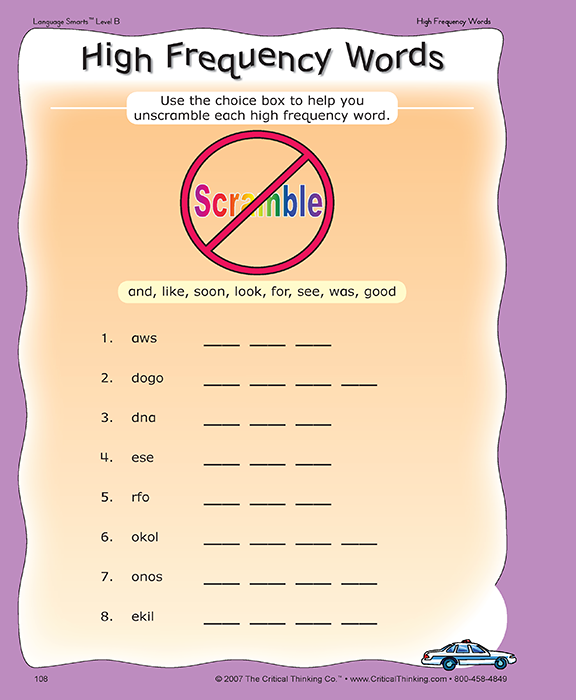 Language Smarts™ Level B
High Frequency Words
High Frequency Words
Use the choice box to help you
unscramble each high frequency word.
Scramble
and, like, soon, look, for, see, was, good
1. aws ___ ___ ___
2. dogo ___ ___ ___ ___
3. dna ___ ___ ___
4. ese ___ ___ ___
5. rfo ___ ___ ___
6. okol ___ ___ ___ ___
7. onos ___ ___ ___ ___
8. ekil ___ ___ ___ ___
108
© 2007 The Critical Thinking Co.™ • www.CriticalThinking.com • 800-458-4849